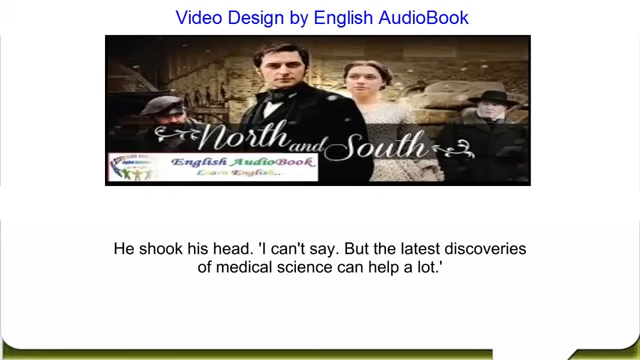 Video Design by English AudioBook
North and South
English AudioBook
Learn English...
He shook his head. 'I can't say. But the latest discoveries
of medical science can help a lot.'